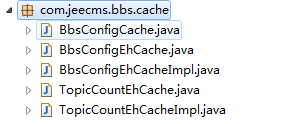 com.jeecms.bbs.cache
BbsConfigCache.java
BbsConfigEhCache.java
BbsConfigEhCacheImpl.java
TopicCountEhCache.java
TopicCountEhCacheImpl.java